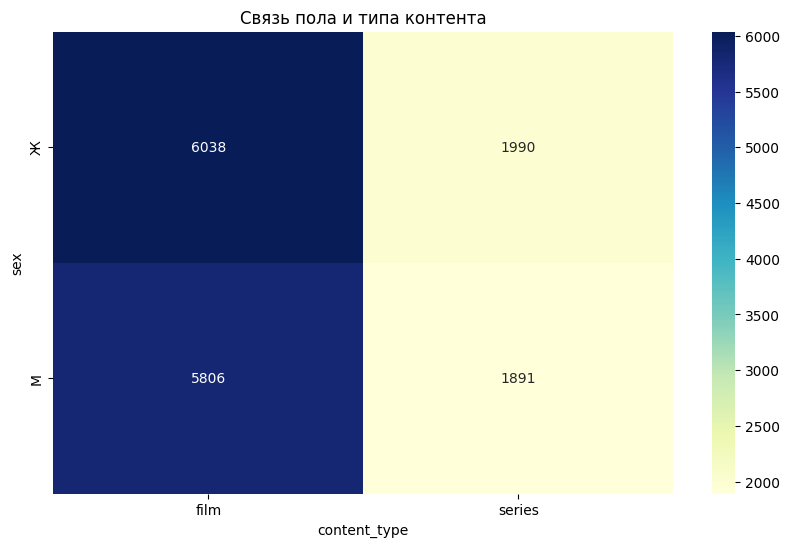 Связь пола и типа контента
6038
1990
5806
1891
Ж
М
sex
film
series
content_type
6000
5500
5000
4500
4000
3500
3000
2500
2000